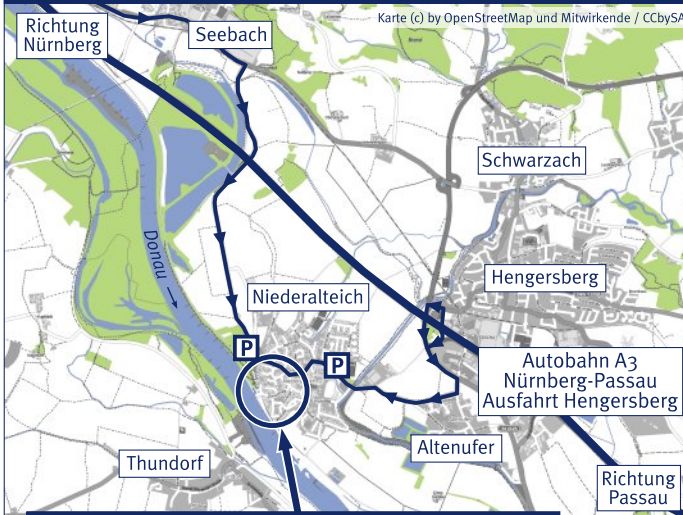 Karte (c) by OpenStreetMap und Mitwirkende / CCbySA
Richtung
Nürnberg
Seebach
Schwarzach
Donau
Hengersberg
Niederalteich
P
P
Autobahn A3
Nürnberg-Passau
Ausfahrt Hengersberg
Altenufer
Thundorf
Richtung
Passau